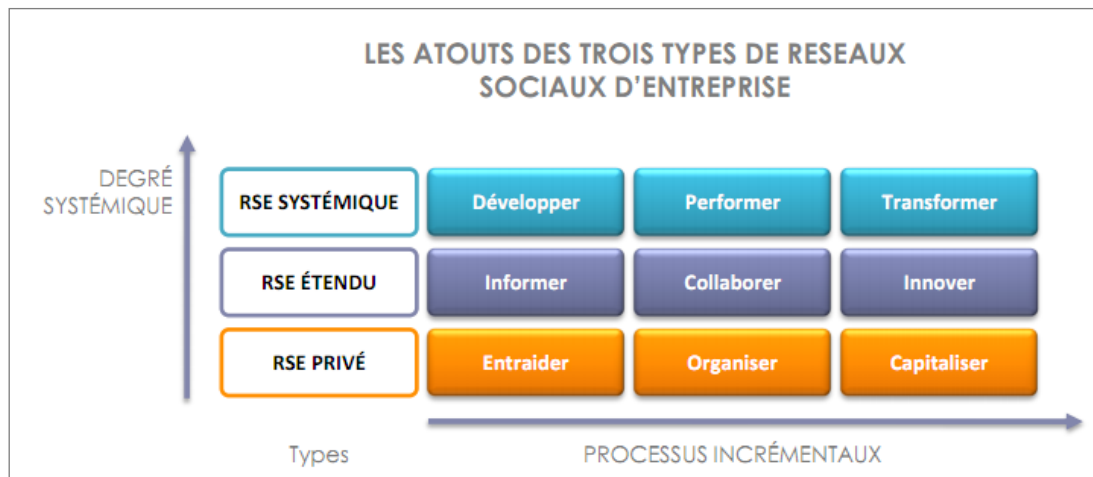 LES ATOUTS DES TROIS TYPES DE RESEAUX
SOCIAUX D'ENTREPRISE
DEGRÉ
SYSTÉMIQUE
RSE SYSTÉMIQUE
Développer
Performer
Transformer
RSE ÉTENDU
Informer
Collaborer
Innover
RSE PRIVÉ
Entraider
Organiser
Capitaliser
Types
PROCESSUS INCRÉMENTAUX